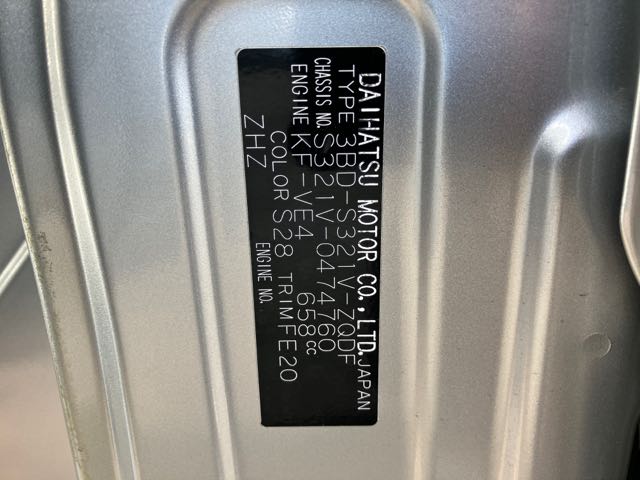 DAIHATSU MOTOR CO.,LTD. JAPAN
TYPE 3BD-S321V-ZQDF
CHASSIS NO. S321V-0474760
ENGINE KF-VE4 658cc
COLOR S28 TRIM FE20
ZHZ ENGINE NO.